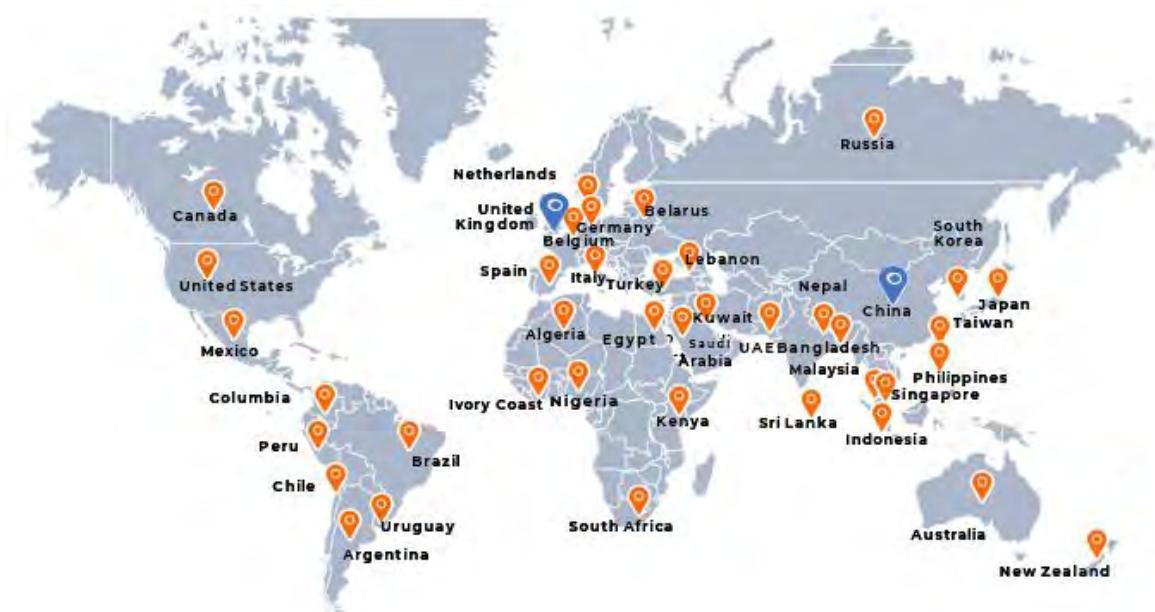 Russia
Netherlands
Canada
United
Kingdom
Belarus
Germany
Belgium
South
Korea
Spain
Italy
Turkey
Lebanon
United States
Nepal
China
Japan
Taiwan
Mexico
Algeria
Egypt
Kuwait
Saudi
Arabia
UAE
Bangladesh
Malaysia
Philippines
Singapore
Columbia
Ivory Coast
Nigeria
Kenya
Sri Lanka
Indonesia
Peru
Brazil
Chile
Uruguay
South Africa
Argentina
Australia
New Zealand